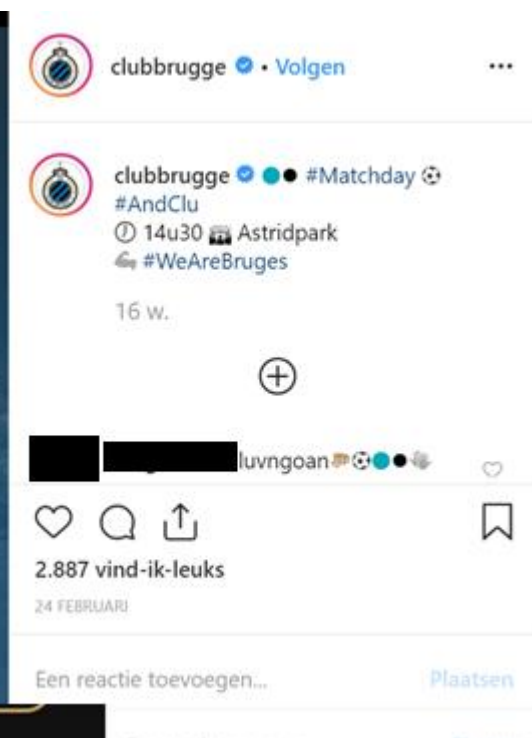 clubbrugge • Volgen
clubbrugge #Matchday
#AndClu
14u30 Astridpark
#WeAreBruges
16 w.
luvngoan
2.887 vind-ik-leuks
24 FEBRUARI
Een reactie toevoegen...
Plaatsen